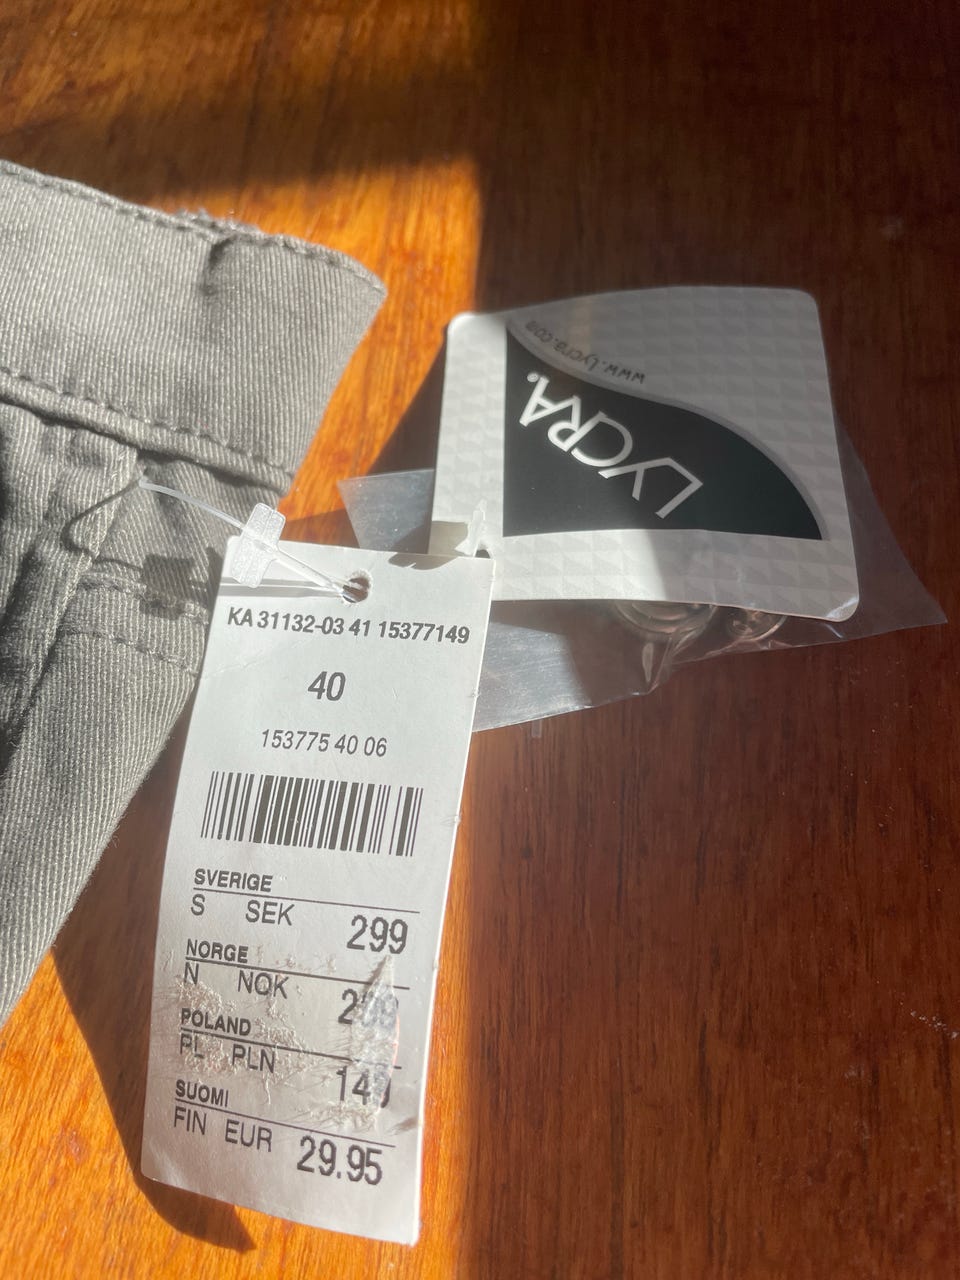 www.lycra.com
LYCRA®
KA 31132-03 41 15377149
40
153775 40 06
SVERIGE
S SEK 299
NORGE
N NOK
POLAND
PL PLN 149
SUOMI
FIN EUR 29.95